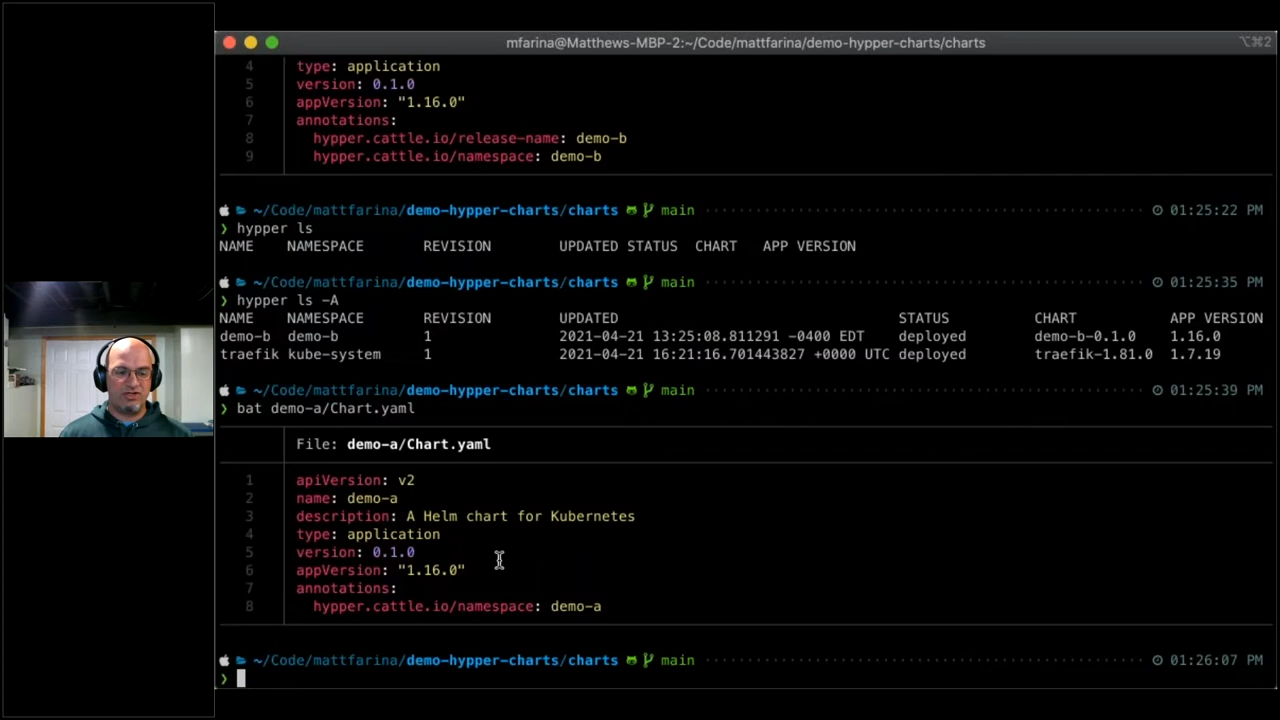 mfarina@Matthews-MBP-2:~/Code/mattfarina/demo-hypper-charts/charts ⌥⌘2
4 type: application
5 version: 0.1.0
6 appVersion: "1.16.0"
7 annotations:
8 hypper.cattle.io/release-name: demo-b
9 hypper.cattle.io/namespace: demo-b
~/Code/mattfarina/demo-hypper-charts/charts main 01:25:22 PM
❯ hypper ls
NAME NAMESPACE REVISION UPDATED STATUS CHART APP VERSION
~/Code/mattfarina/demo-hypper-charts/charts main 01:25:35 PM
❯ hypper ls -A
NAME NAMESPACE REVISION UPDATED STATUS CHART APP VERSION
demo-b demo-b 1 2021-04-21 13:25:08.811291 -0400 EDT deployed demo-b-0.1.0 1.16.0
traefik kube-system 1 2021-04-21 16:21:16.701443827 +0000 UTC deployed traefik-1.81.0 1.7.19
~/Code/mattfarina/demo-hypper-charts/charts main 01:25:39 PM
❯ bat demo-a/Chart.yaml
File: demo-a/Chart.yaml
1 apiVersion: v2
2 name: demo-a
3 description: A Helm chart for Kubernetes
4 type: application
5 version: 0.1.0
6 appVersion: "1.16.0"
7 annotations:
8 hypper.cattle.io/namespace: demo-a
~/Code/mattfarina/demo-hypper-charts/charts main 01:26:07 PM
❯